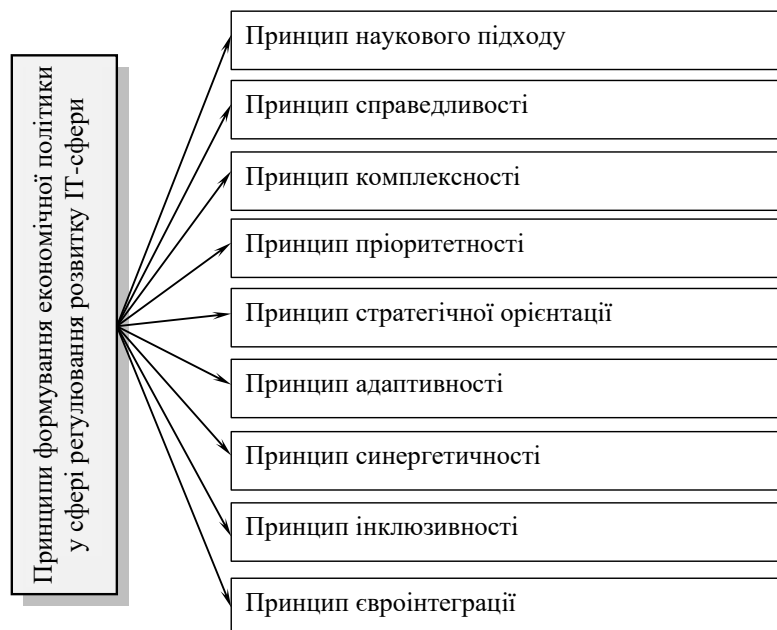 Принципи формування економічної політики
у сфері регулювання розвитку ІТ-сфери
Принцип наукового підходу
Принцип справедливості
Принцип комплексності
Принцип пріоритетності
Принцип стратегічної орієнтації
Принцип адаптивності
Принцип синергетичності
Принцип інклюзивності
Принцип євроінтеграції